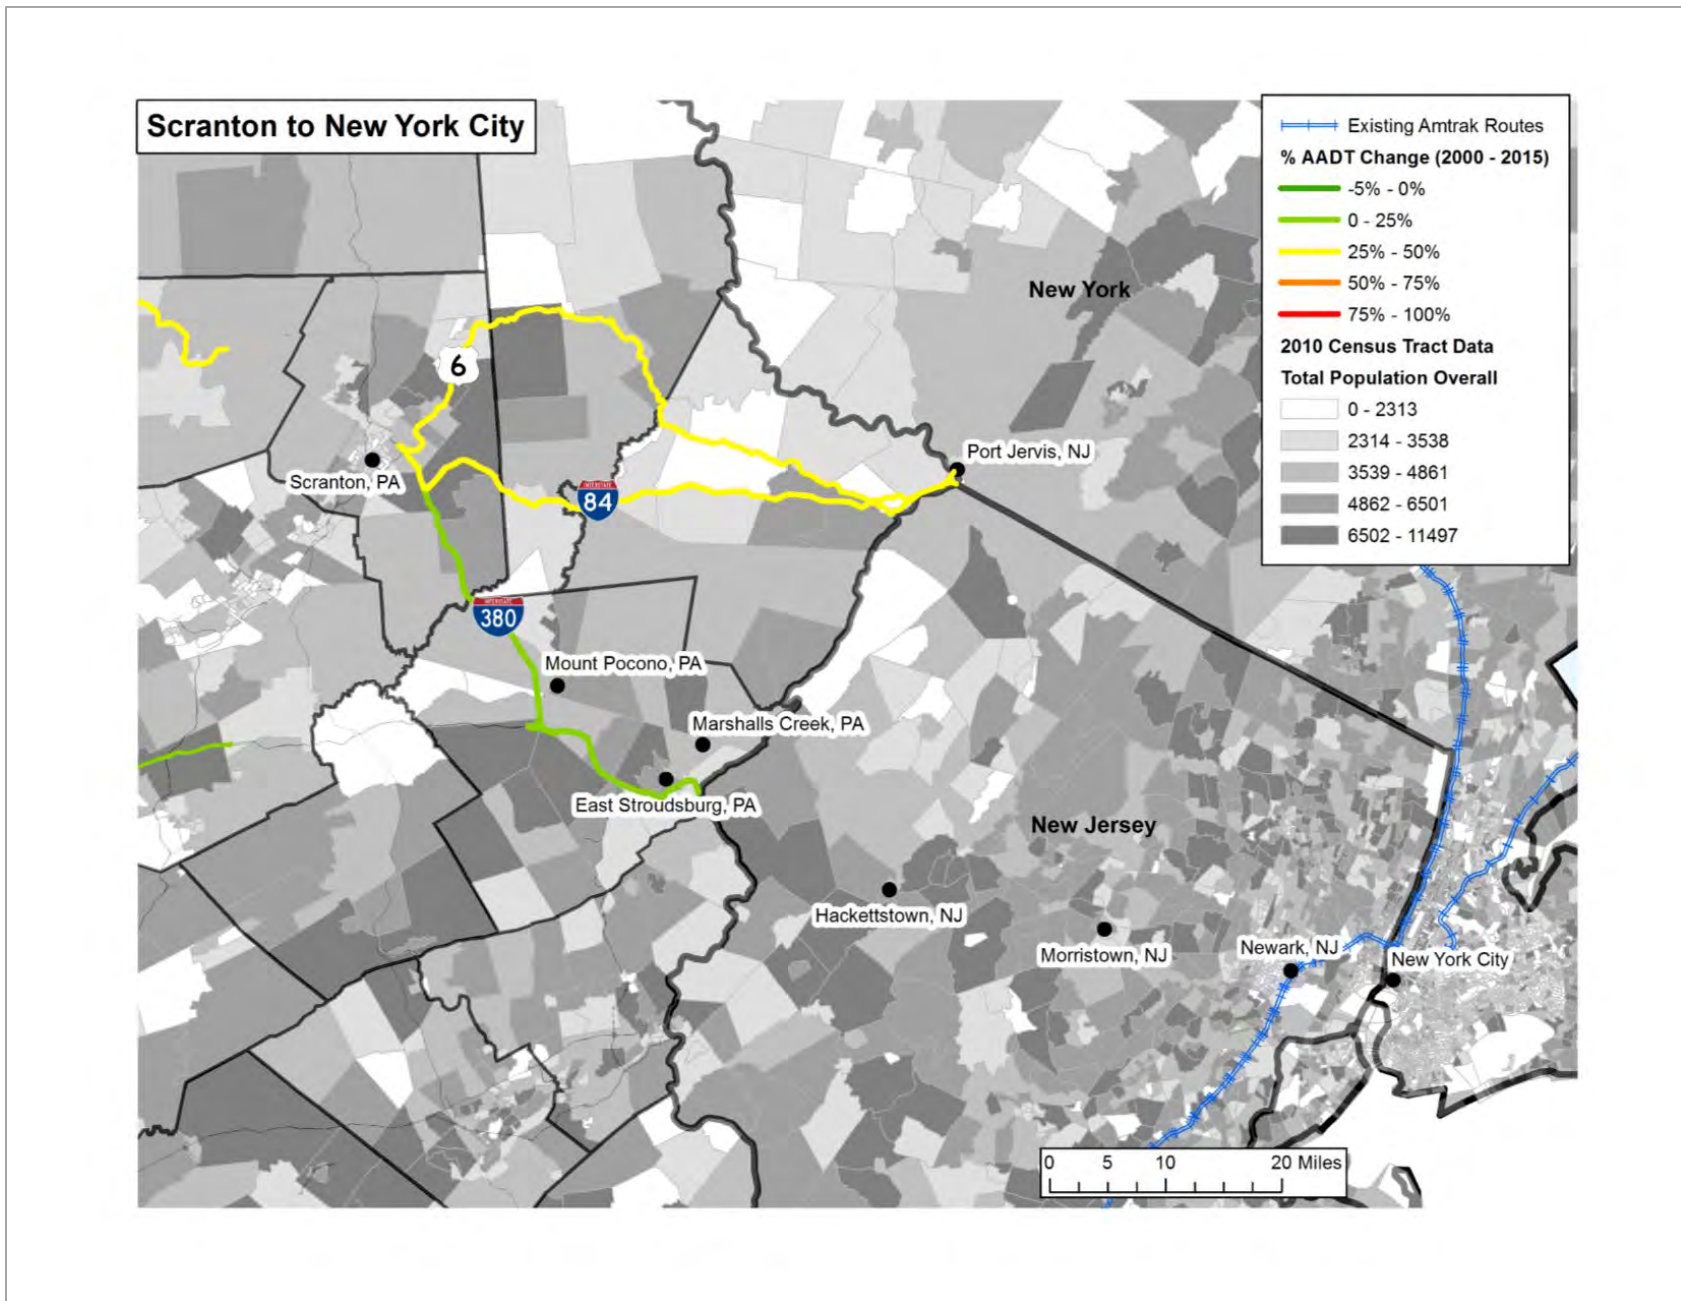 Scranton to New York City
Existing Amtrak Routes
% AADT Change (2000 - 2015)
-5% - 0%
0 - 25%
25% - 50%
50% - 75%
75% - 100%
2010 Census Tract Data
Total Population Overall
0 - 2313
2314 - 3538
3539 - 4861
4862 - 6501
6502 - 11497
New York
6
Port Jervis, NJ
Scranton, PA
INTERSTATE
84
INTERSTATE
380
Mount Pocono, PA
Marshalls Creek, PA
East Stroudsburg, PA
New Jersey
Hackettstown, NJ
Morristown, NJ
Newark, NJ
New York City
0 5 10 20 Miles